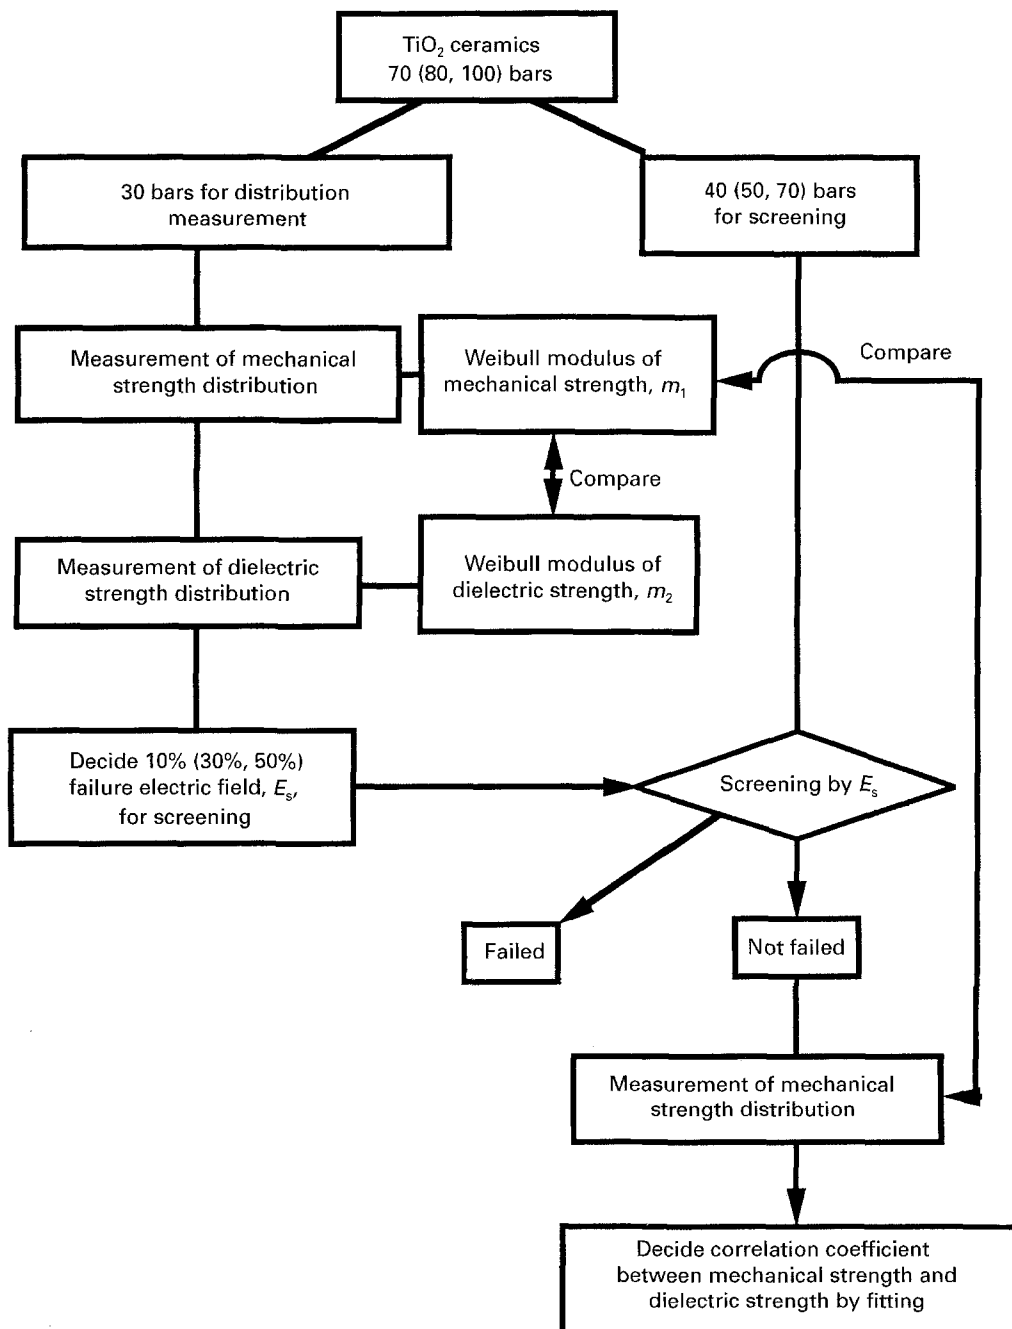 TiO₂ ceramics
70 (80, 100) bars
30 bars for distribution
measurement
40 (50, 70) bars
for screening
Measurement of mechanical
strength distribution
Weibull modulus of
mechanical strength, m₁
Compare
Compare
Measurement of dielectric
strength distribution
Weibull modulus of
dielectric strength, m₂
Decide 10% (30%, 50%)
failure electric field, Eₛ,
for screening
Screening by Eₛ
Failed
Not failed
Measurement of mechanical
strength distribution
Decide correlation coefficient
between mechanical strength and
dielectric strength by fitting